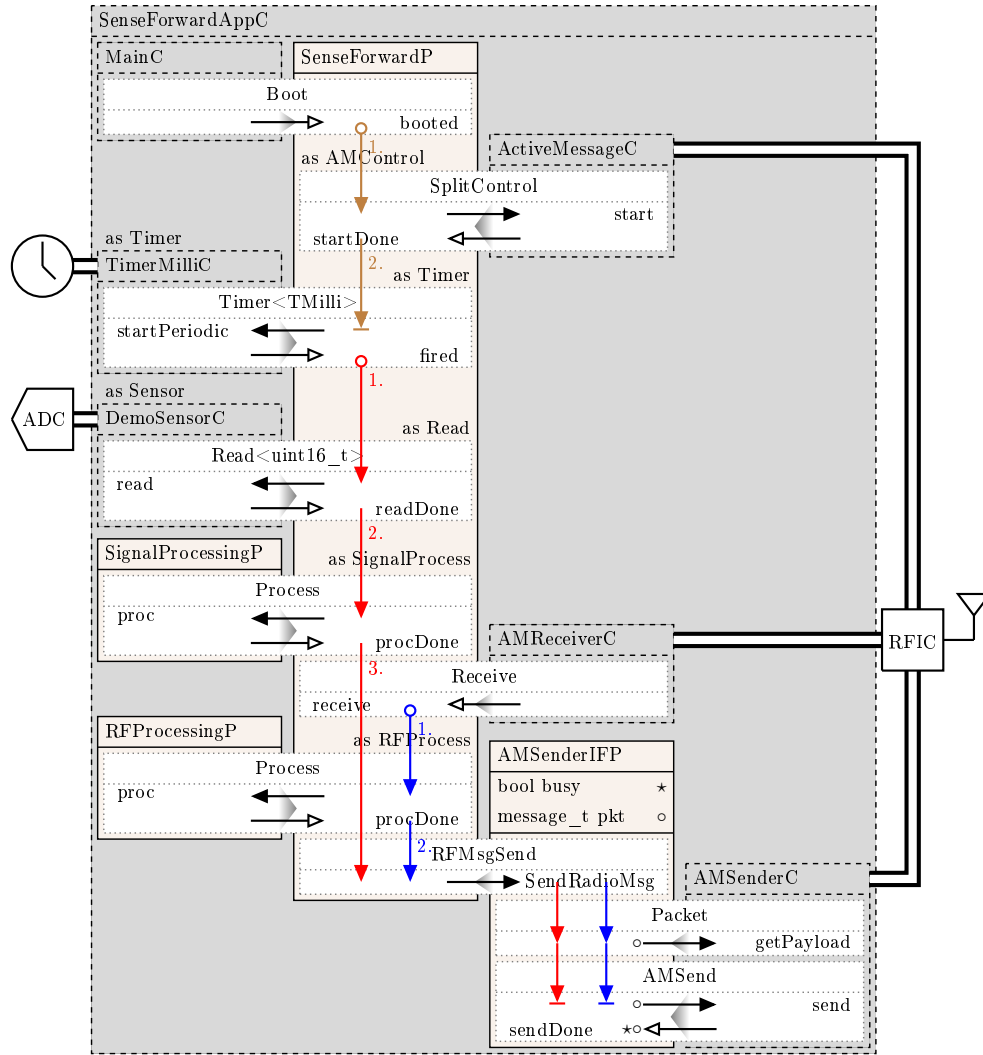 SenseForwardAppC
MainC
SenseForwardP
Boot
booted
1.
as AMControl
ActiveMessageC
SplitControl
start
startDone
as Timer
TimerMilliC
2.
as Timer
Timer<TMilli>
startPeriodic
fired
1.
as Sensor
ADC
DemoSensorC
as Read
Read<uint16_t>
read
readDone
2.
SignalProcessingP
as SignalProcess
Process
proc
procDone
AMReceiverC
RFIC
3.
Receive
receive
1.
RFProcessingP
as RFProcess
AMSenderIFP
Process
bool busy ⋆
proc
message_t pkt ○
procDone
2.
RFMsgSend
SendRadioMsg
AMSenderC
Packet
getPayload
AMSend
send
sendDone